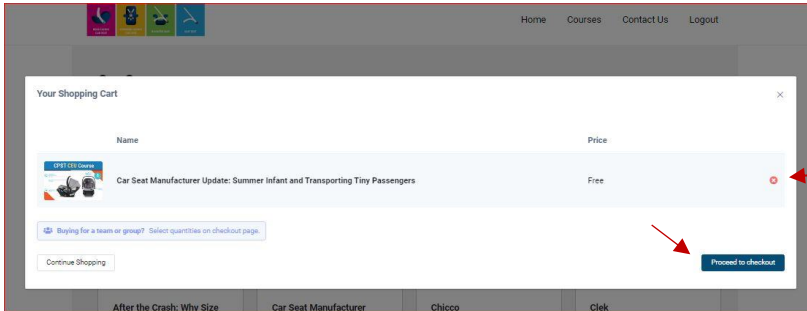 Home Courses Contact Us Logout
Your Shopping Cart
Name Price
CPST CEU Course
Car Seat Manufacturer Update: Summer Infant and Transporting Tiny Passengers Free
Buying for a team or group? Select quantities on checkout page.
Continue Shopping Proceed to checkout
After the Crash: Why Size Car Seat Manufacturer Chicco Clek